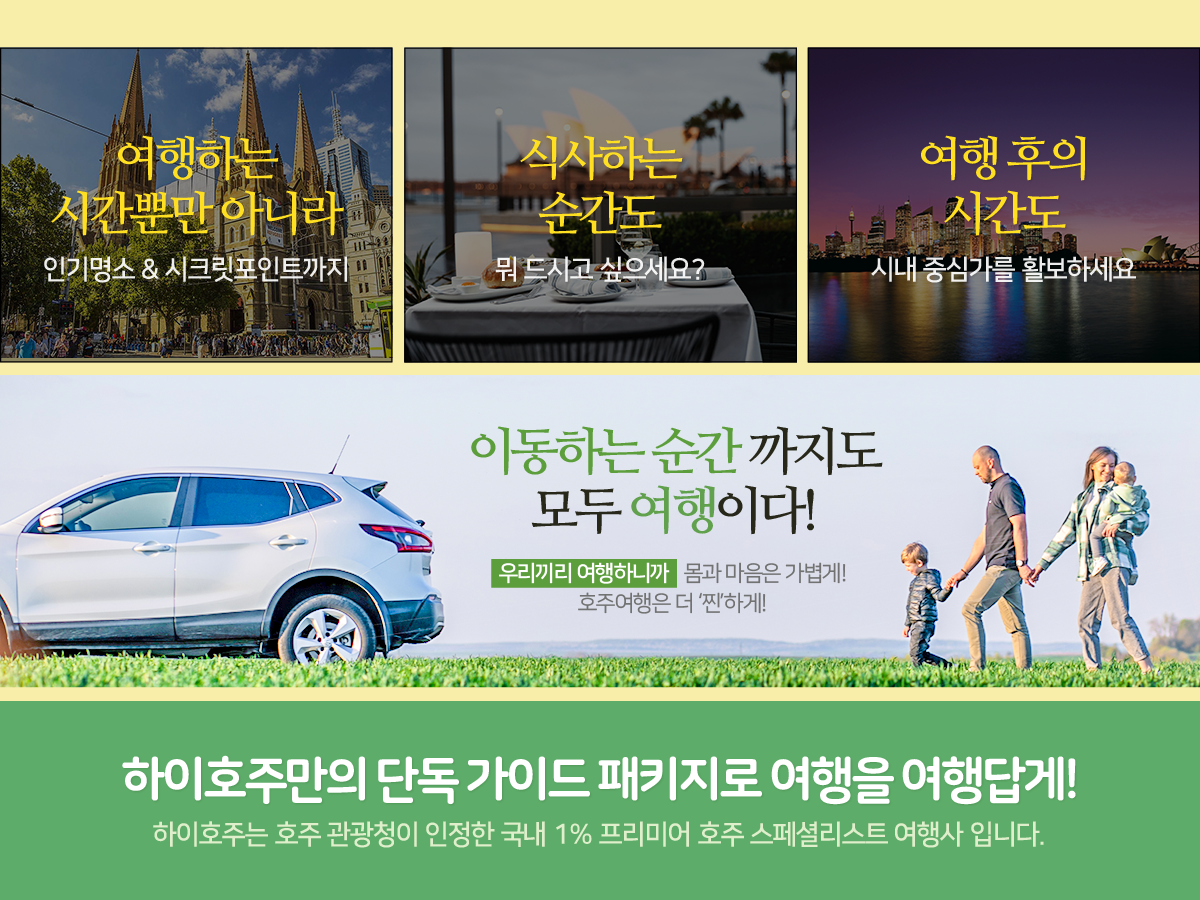 여행하는
시간뿐만 아니라
인기명소 & 시크릿포인트까지
식사하는
순간도
뭐 드시고 싶으세요?
여행 후의
시간도
시내 중심가를 활보하세요
이동하는 순간 까지도
모두 여행이다!
우리끼리 여행하니까 몸과 마음은 가볍게!
호주여행은 더 ‘찐’하게!
하이호주만의 단독 가이드 패키지로 여행을 여행답게!
하이호주는 호주 관광청이 인정한 국내 1% 프리미어 호주 스페셜리스트 여행사 입니다.